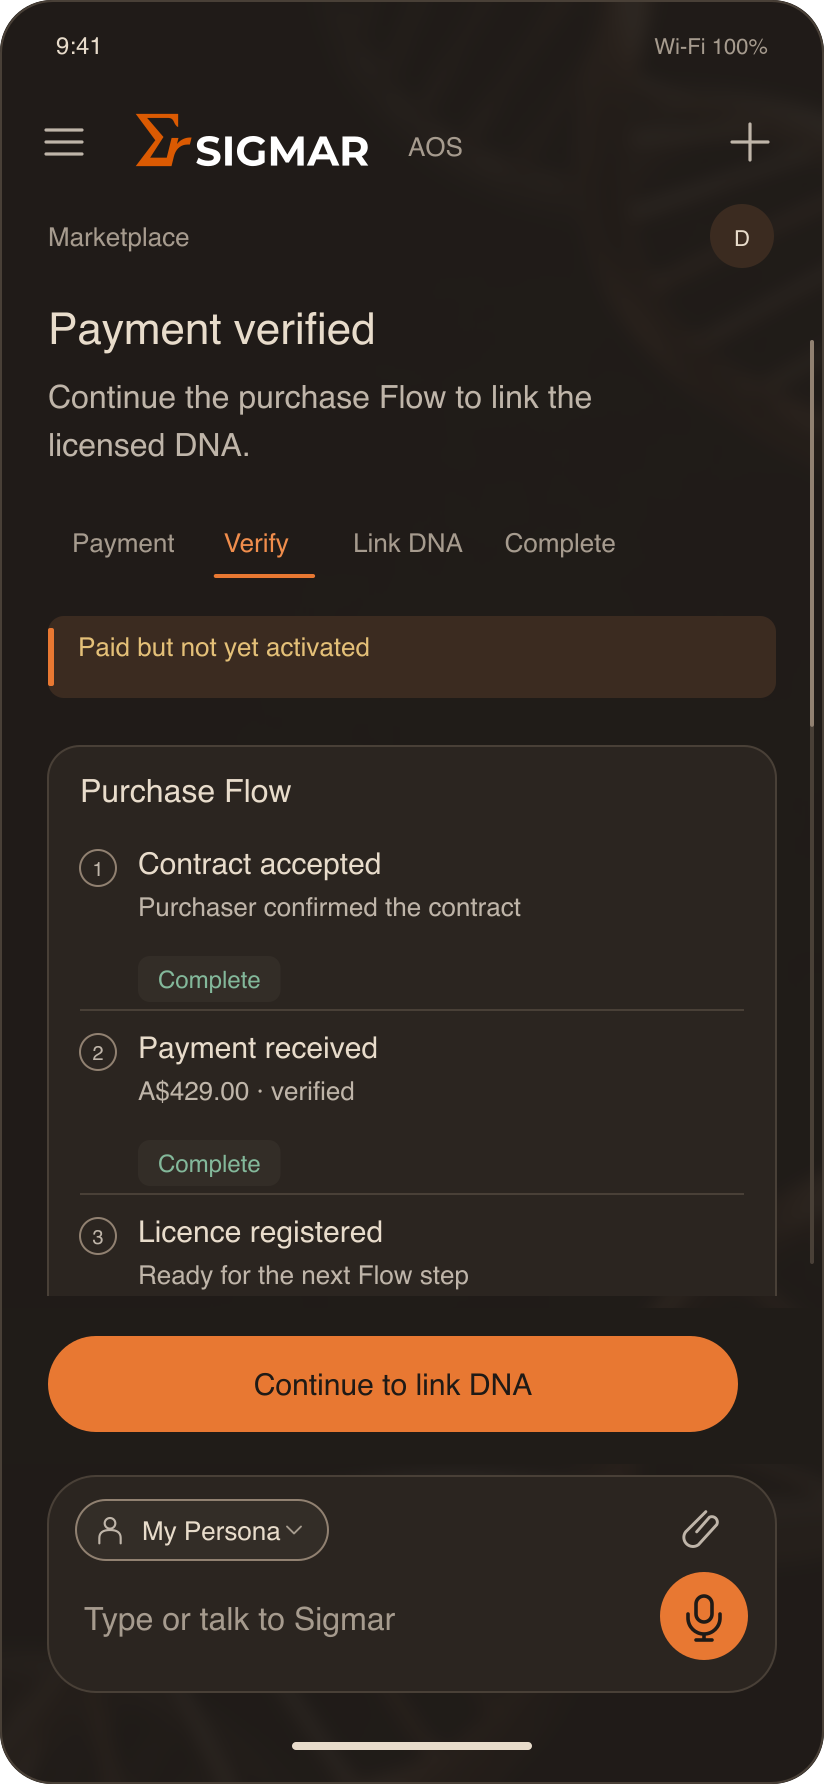 9:41
Wi-Fi 100%
Σr SIGMAR AOS
Marketplace
D
Payment verified
Continue the purchase Flow to link the
licensed DNA.
Payment Verify Link DNA Complete
Paid but not yet activated
Purchase Flow
1 Contract accepted
Purchaser confirmed the contract
Complete
2 Payment received
A$429.00 · verified
Complete
3 Licence registered
Ready for the next Flow step
Continue to link DNA
My Persona
Type or talk to Sigmar